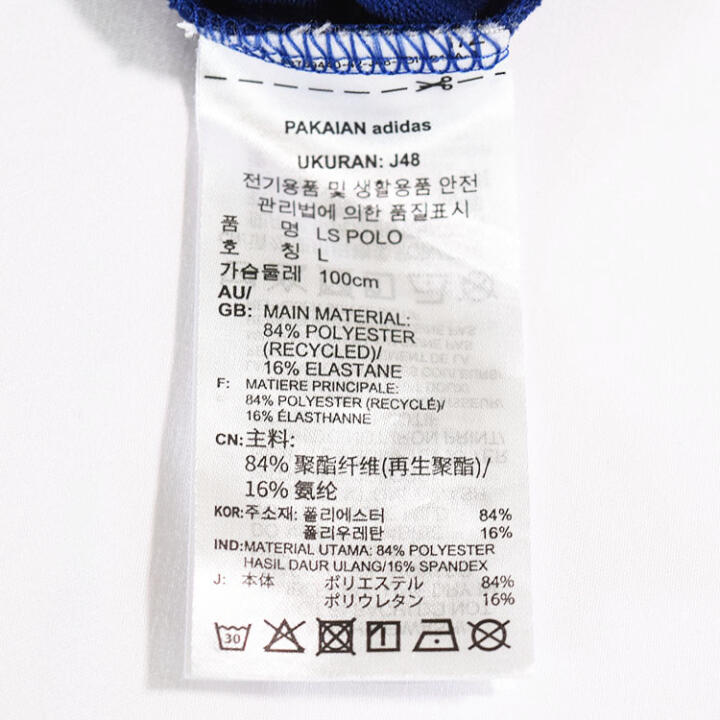 PAKAIAN adidas
UKURAN: J48
전기용품 및 생활용품 안전
관리법에 의한 품질표시
품 명 LS POLO
호 칭 L
가슴둘레 100cm
AU/
GB: MAIN MATERIAL:
84% POLYESTER
(RECYCLED)/
16% ELASTANE
F: MATIERE PRINCIPALE:
84% POLYESTER (RECYCLÉ)/
16% ÉLASTHANNE
CN:主料:
84% 聚酯纤维(再生聚酯)/
16% 氨纶
KOR:주소재: 폴리에스터 84%
폴리우레탄 16%
IND:MATERIAL UTAMA: 84% POLYESTER
HASIL DAUR ULANG/16% SPANDEX
J: 本体 ポリエステル 84%
ポリウレタン 16%
30